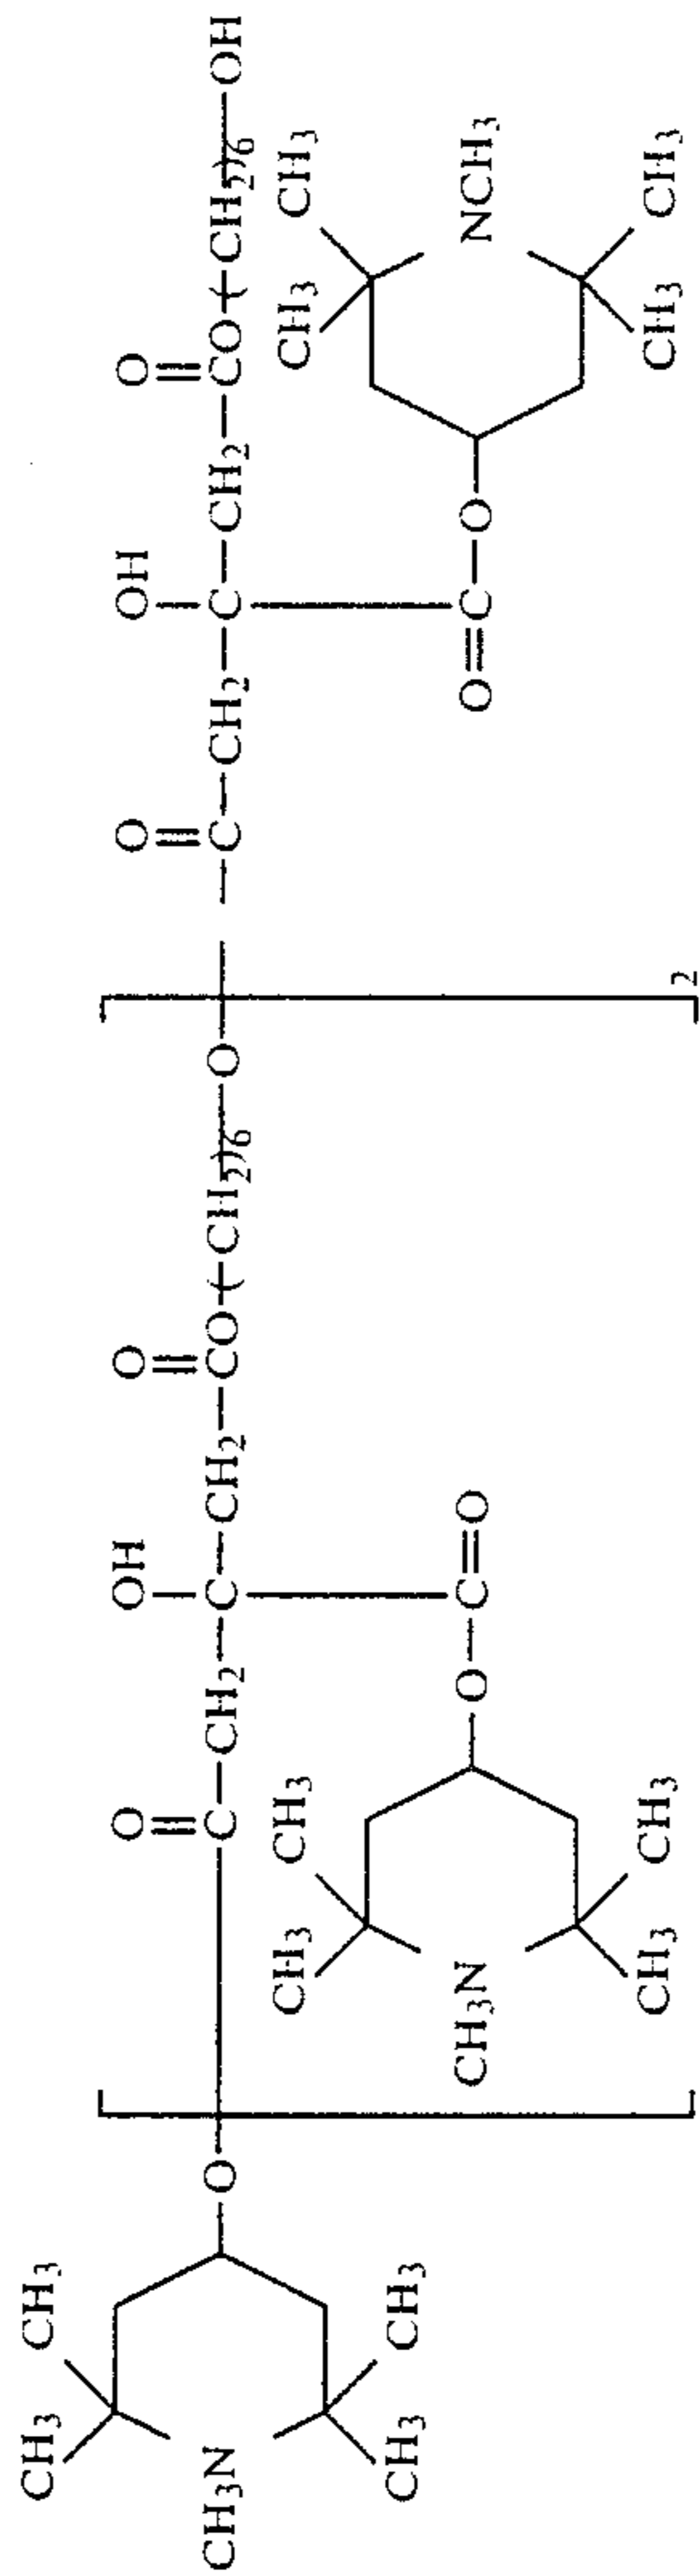 CH₃ CH₃
O OH O O OH O
CH₃N –O– C–CH₂–C–CH₂–CO–(CH₂)₆–O– –C–CH₂–C–CH₂–CO–(CH₂)₆–OH
CH₃ CH₃ CH₃ CH₃
CH₃ CH₃
CH₃N –O–C=O O=C–O– NCH₃
CH₃ CH₃ CH₃ CH₃
2